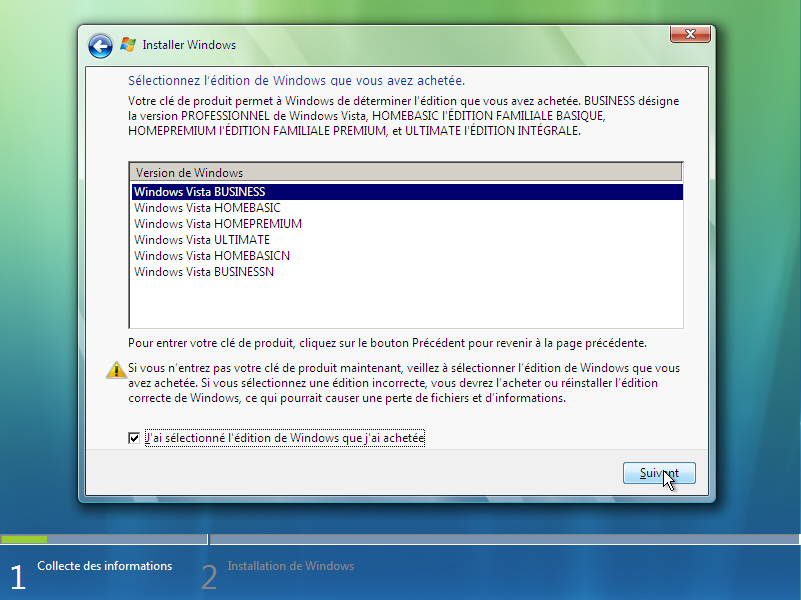 Installer Windows
Sélectionnez l'édition de Windows que vous avez achetée.
Votre clé de produit permet à Windows de déterminer l'édition que vous avez achetée. BUSINESS désigne
la version PROFESSIONNEL de Windows Vista, HOMEBASIC l'ÉDITION FAMILIALE BASIQUE,
HOMEPREMIUM l'ÉDITION FAMILIALE PREMIUM, et ULTIMATE l'ÉDITION INTÉGRALE.
Version de Windows
Windows Vista BUSINESS
Windows Vista HOMEBASIC
Windows Vista HOMEPREMIUM
Windows Vista ULTIMATE
Windows Vista HOMEBASICN
Windows Vista BUSINESSN
Pour entrer votre clé de produit, cliquez sur le bouton Précédent pour revenir à la page précédente.
Si vous n'entrez pas votre clé de produit maintenant, veillez à sélectionner l'édition de Windows que vous
avez achetée. Si vous sélectionnez une édition incorrecte, vous devrez l'acheter ou réinstaller l'édition
correcte de Windows, ce qui pourrait causer une perte de fichiers et d'informations.
J'ai sélectionné l'édition de Windows que j'ai achetée
Suivant
1 Collecte des informations
2 Installation de Windows